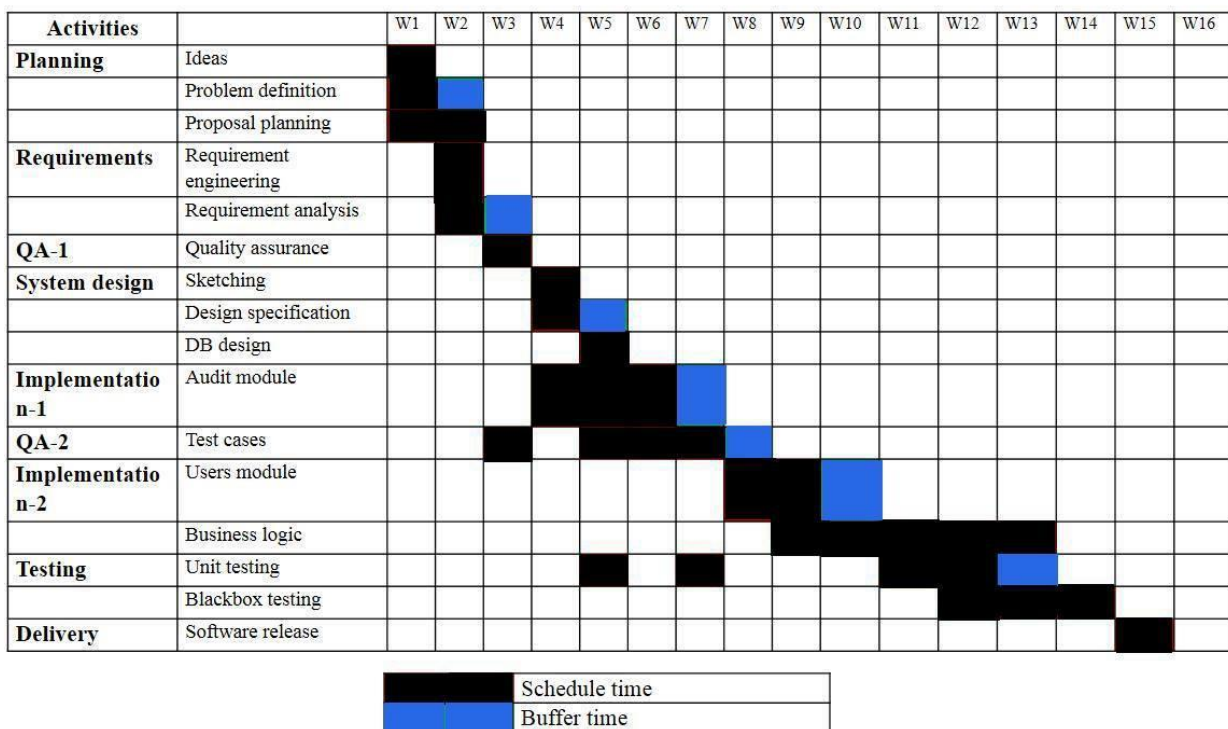 Activities W1 W2 W3 W4 W5 W6 W7 W8 W9 W10 W11 W12 W13 W14 W15 W16
Planning Ideas
Problem definition
Proposal planning
Requirements Requirement
engineering
Requirement analysis
QA-1 Quality assurance
System design Sketching
Design specification
DB design
Implementatio Audit module
n-1
QA-2 Test cases
Implementatio Users module
n-2
Business logic
Testing Unit testing
Blackbox testing
Delivery Software release
Schedule time
Buffer time